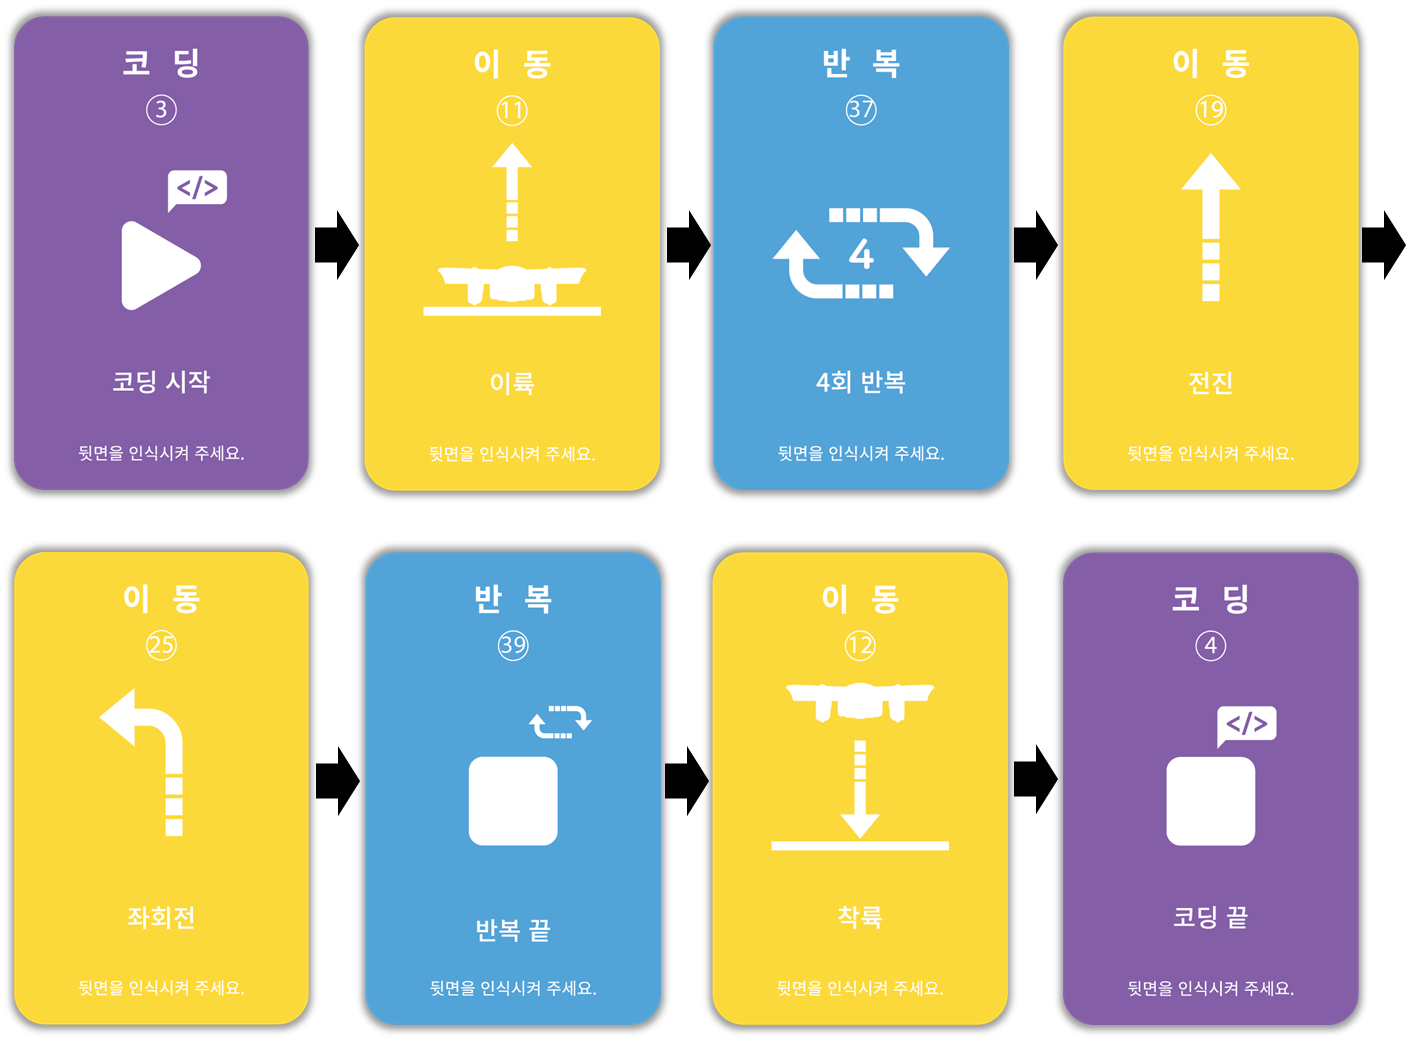 코 딩
③
</>
코딩 시작
뒷면을 인식시켜 주세요.
이 동
⑪
이륙
뒷면을 인식시켜 주세요.
반 복
㊲
4
4회 반복
뒷면을 인식시켜 주세요.
이 동
⑲
전진
뒷면을 인식시켜 주세요.
이 동
㉕
좌회전
뒷면을 인식시켜 주세요.
반 복
㊴
반복 끝
뒷면을 인식시켜 주세요.
이 동
⑫
착륙
뒷면을 인식시켜 주세요.
코 딩
④
</>
코딩 끝
뒷면을 인식시켜 주세요.